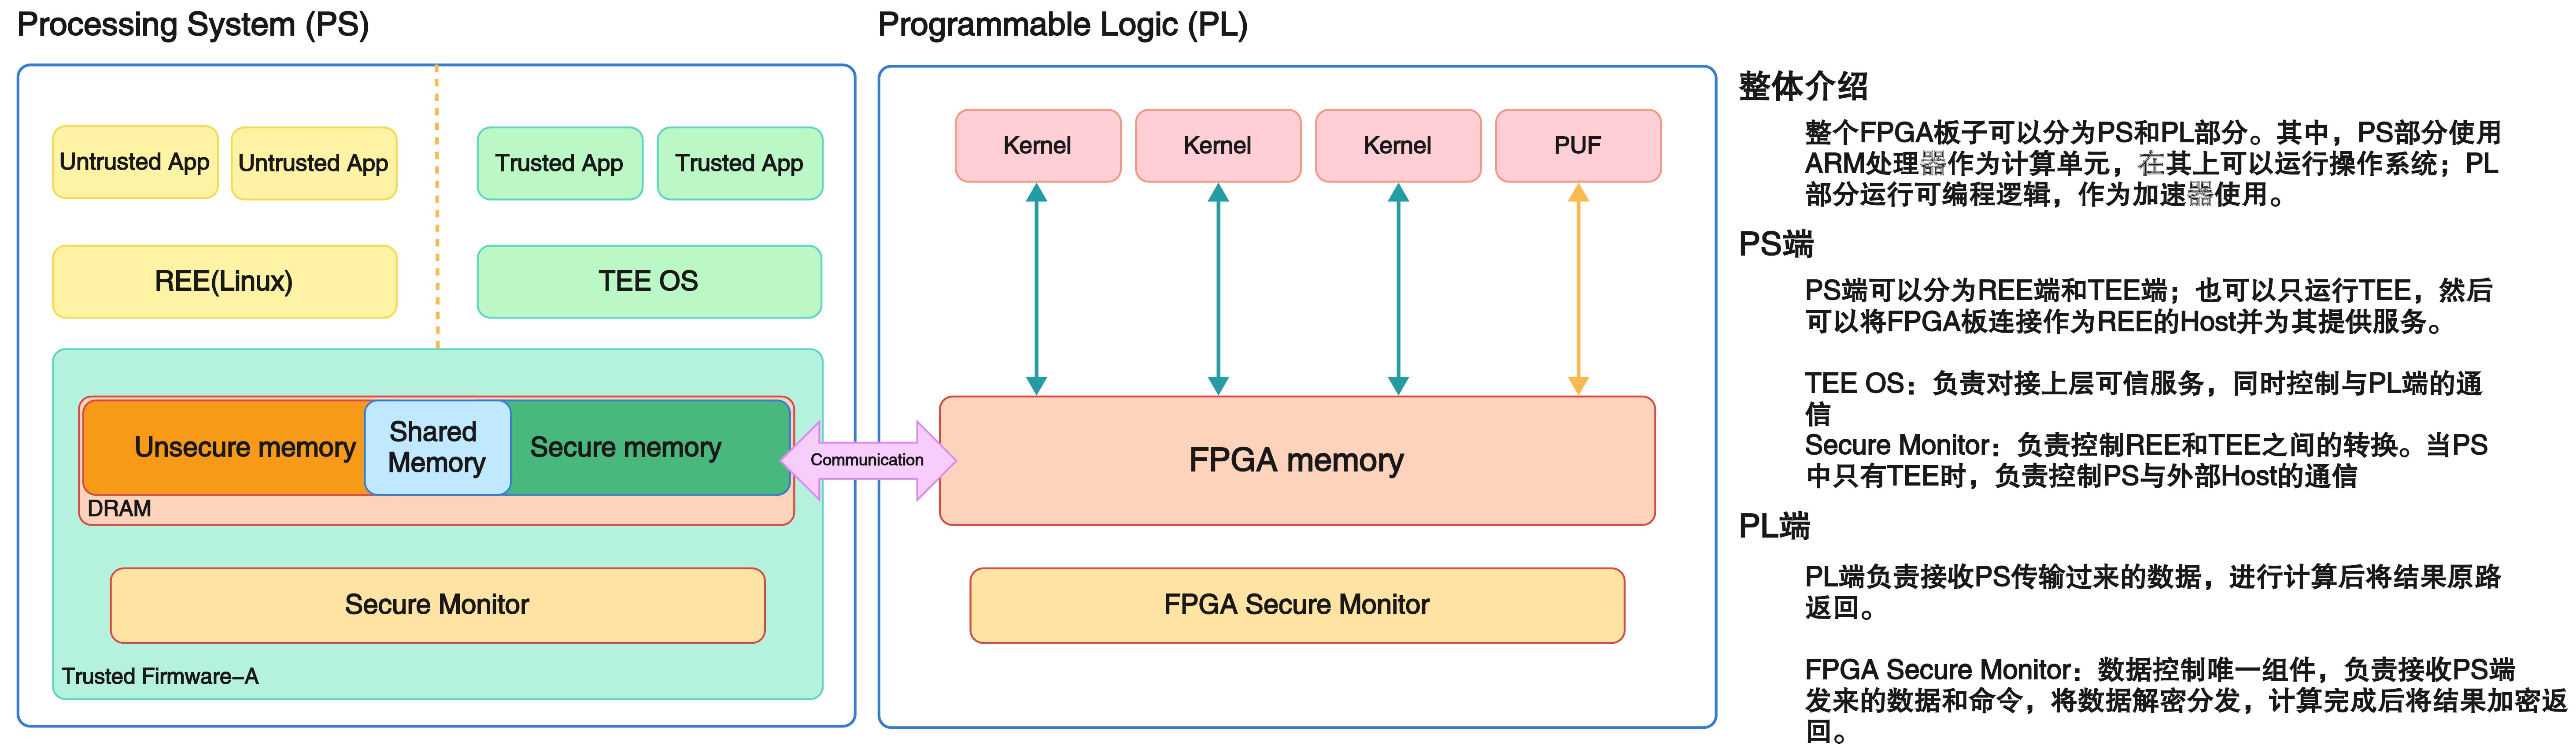 Processing System (PS)
Untrusted App
Untrusted App
Trusted App
Trusted App
REE(Linux)
TEE OS
Unsecure memory
Shared
Memory
Secure memory
DRAM
Secure Monitor
Trusted Firmware-A
Communication
Programmable Logic (PL)
Kernel
Kernel
Kernel
PUF
FPGA memory
FPGA Secure Monitor
整体介绍
整个FPGA板子可以分为PS和PL部分。其中，PS部分使用
ARM处理器作为计算单元，在其上可以运行操作系统；PL
部分运行可编程逻辑，作为加速器使用。
PS端
PS端可以分为REE端和TEE端；也可以只运行TEE，然后
可以将FPGA板连接作为REE的Host并为其提供服务。
TEE OS：负责对接上层可信服务，同时控制与PL端的通
信
Secure Monitor：负责控制REE和TEE之间的转换。当PS
中只有TEE时，负责控制PS与外部Host的通信
PL端
PL端负责接收PS传输过来的数据，进行计算后将结果原路
返回。
FPGA Secure Monitor：数据控制唯一组件，负责接收PS端
发来的数据和命令，将数据解密分发，计算完成后将结果加密返
回。